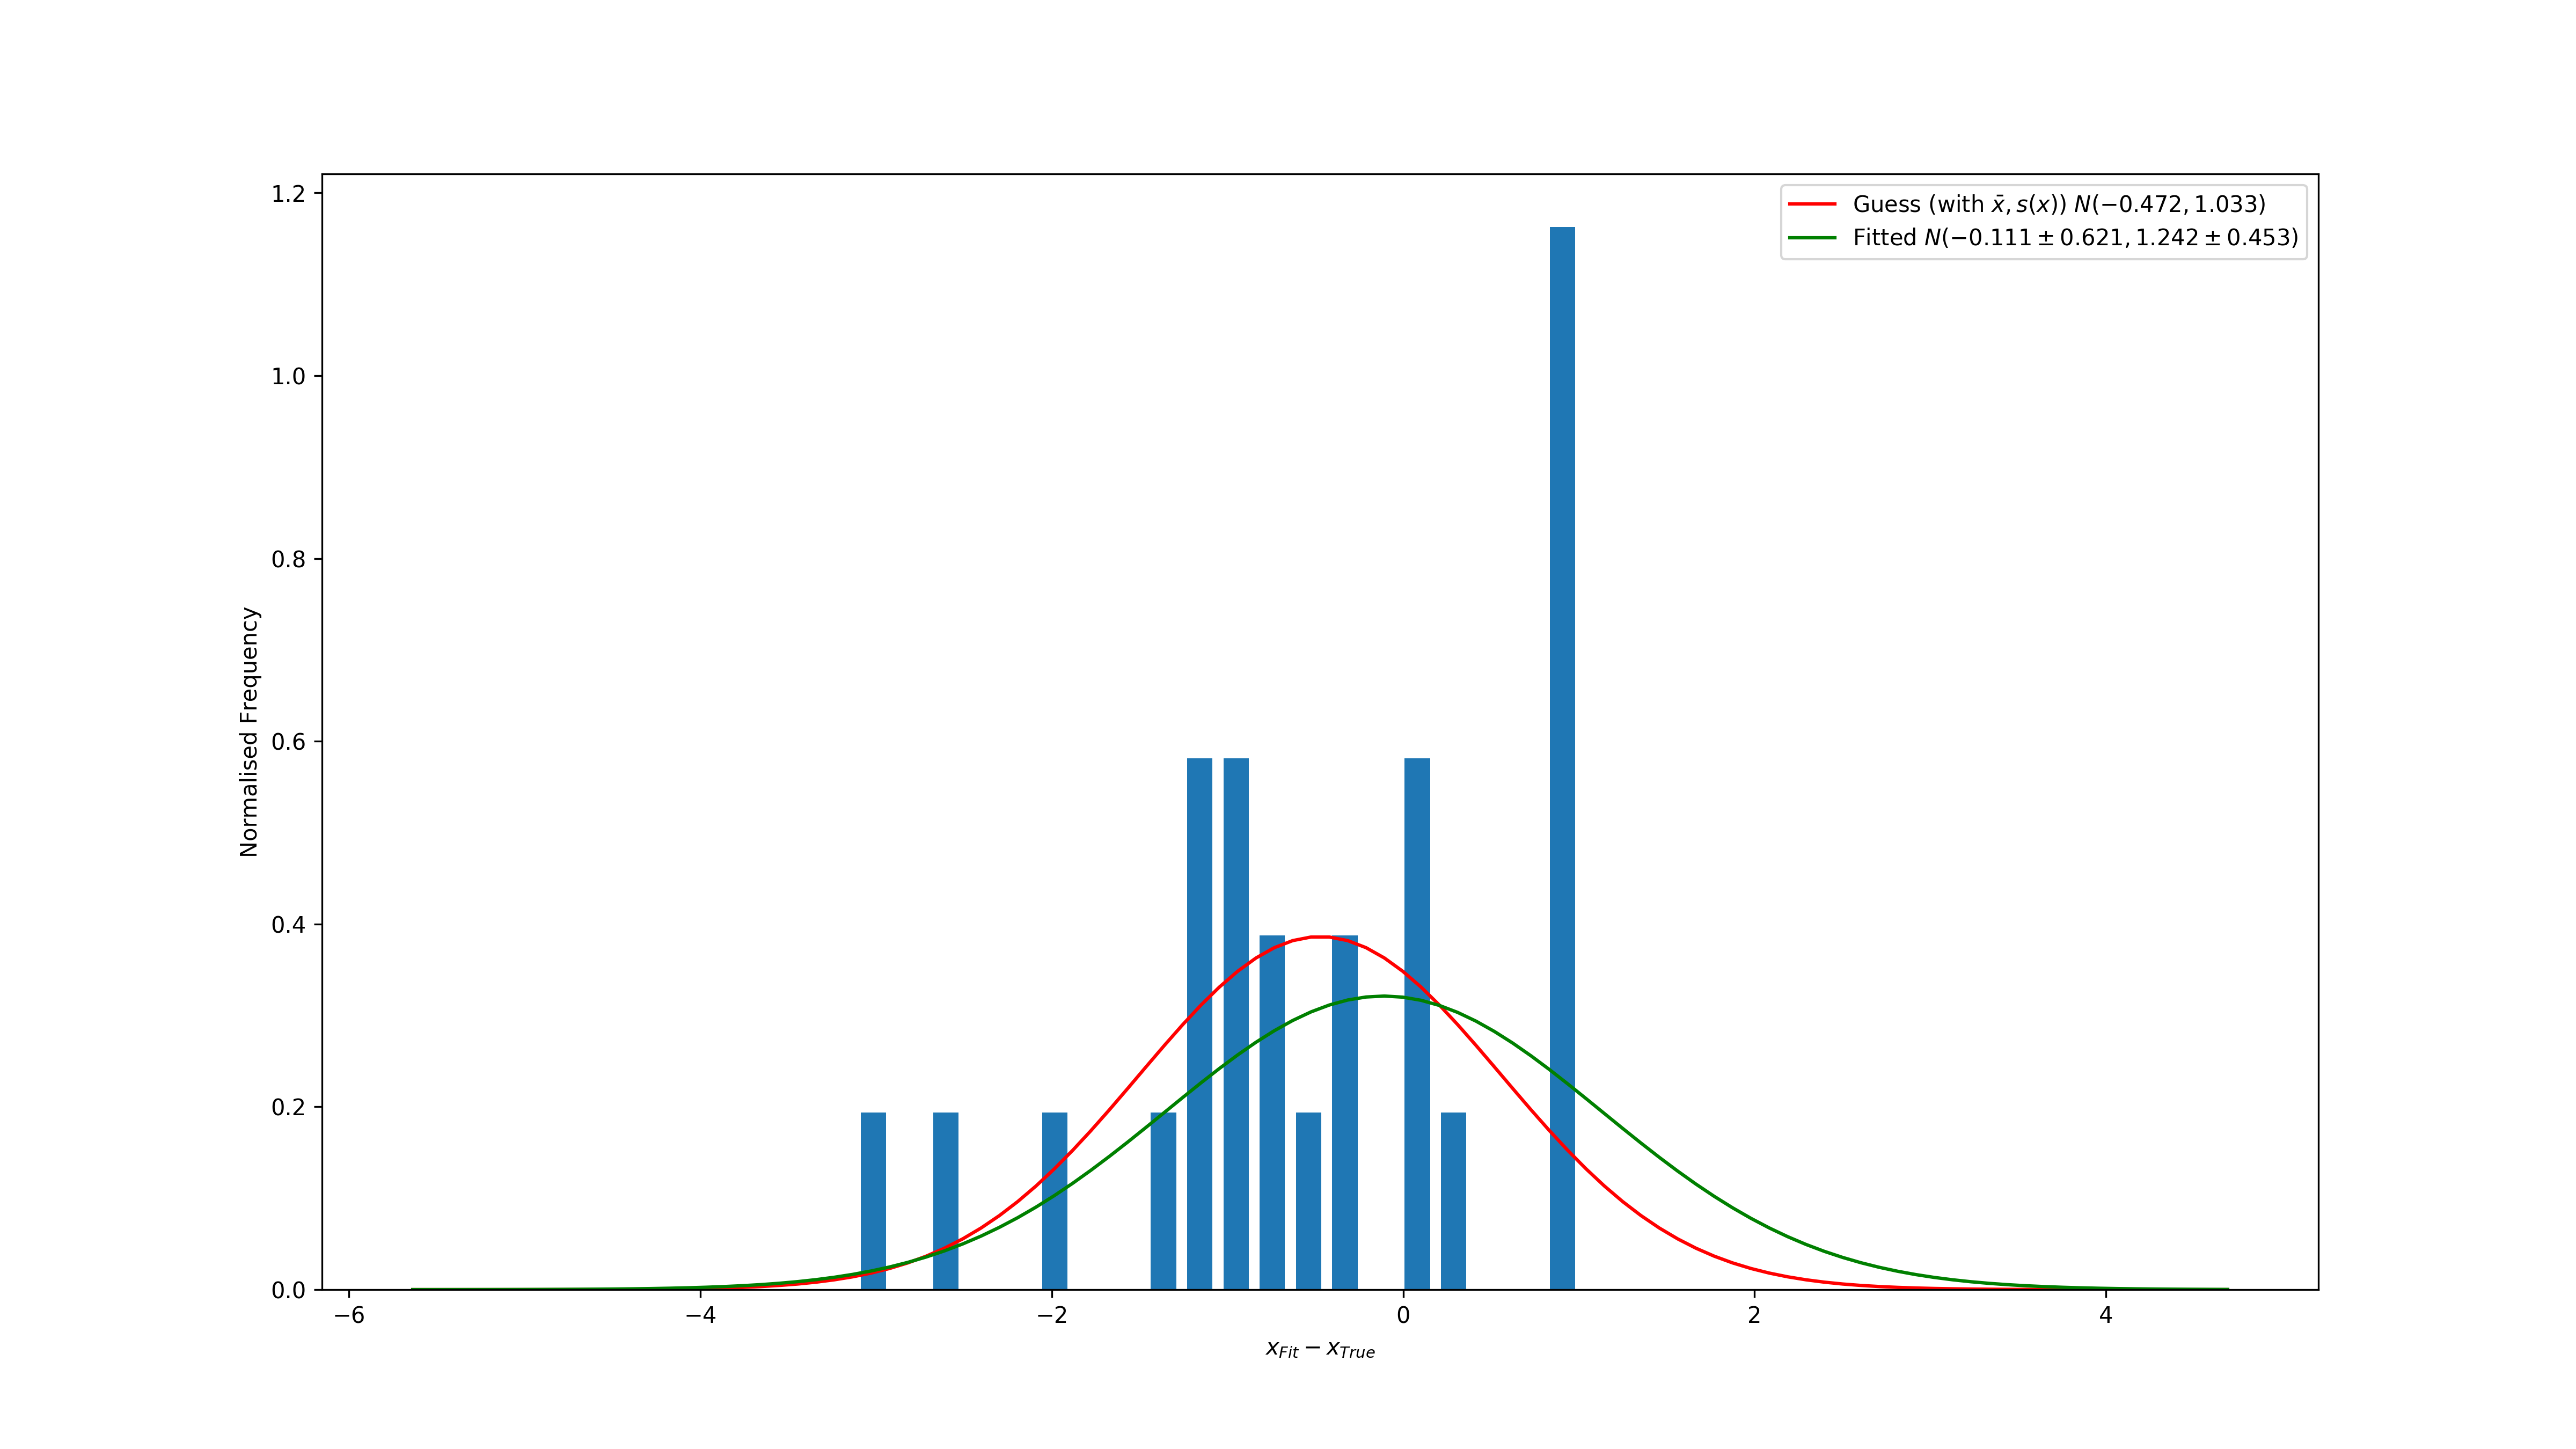 Guess (with x̄, s(x)) N(−0.472, 1.033)
Fitted N(−0.111 ± 0.621, 1.242 ± 0.453)
1.2
1.0
0.8
0.6
0.4
0.2
0.0
Normalised Frequency
−6 −4 −2 0 2 4
x_Fit − x_True